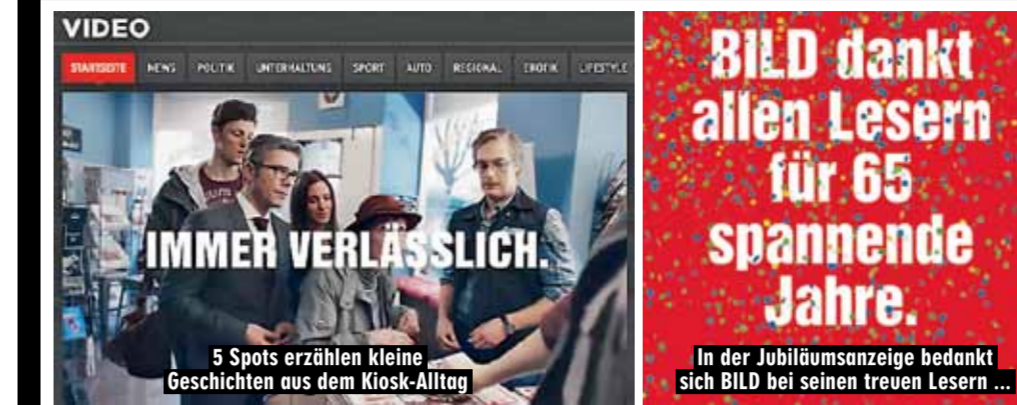 VIDEO
STARTSEITE NEWS POLITIK UNTERHALTUNG SPORT AUTO REGIONAL EROTIK LIFESTYLE
IMMER VERLÄSSLICH.
5 Spots erzählen kleine
Geschichten aus dem Kiosk-Alltag
BILD dankt
allen Lesern
für 65
spannende
Jahre.
In der Jubiläumsanzeige bedankt
sich BILD bei seinen treuen Lesern ...